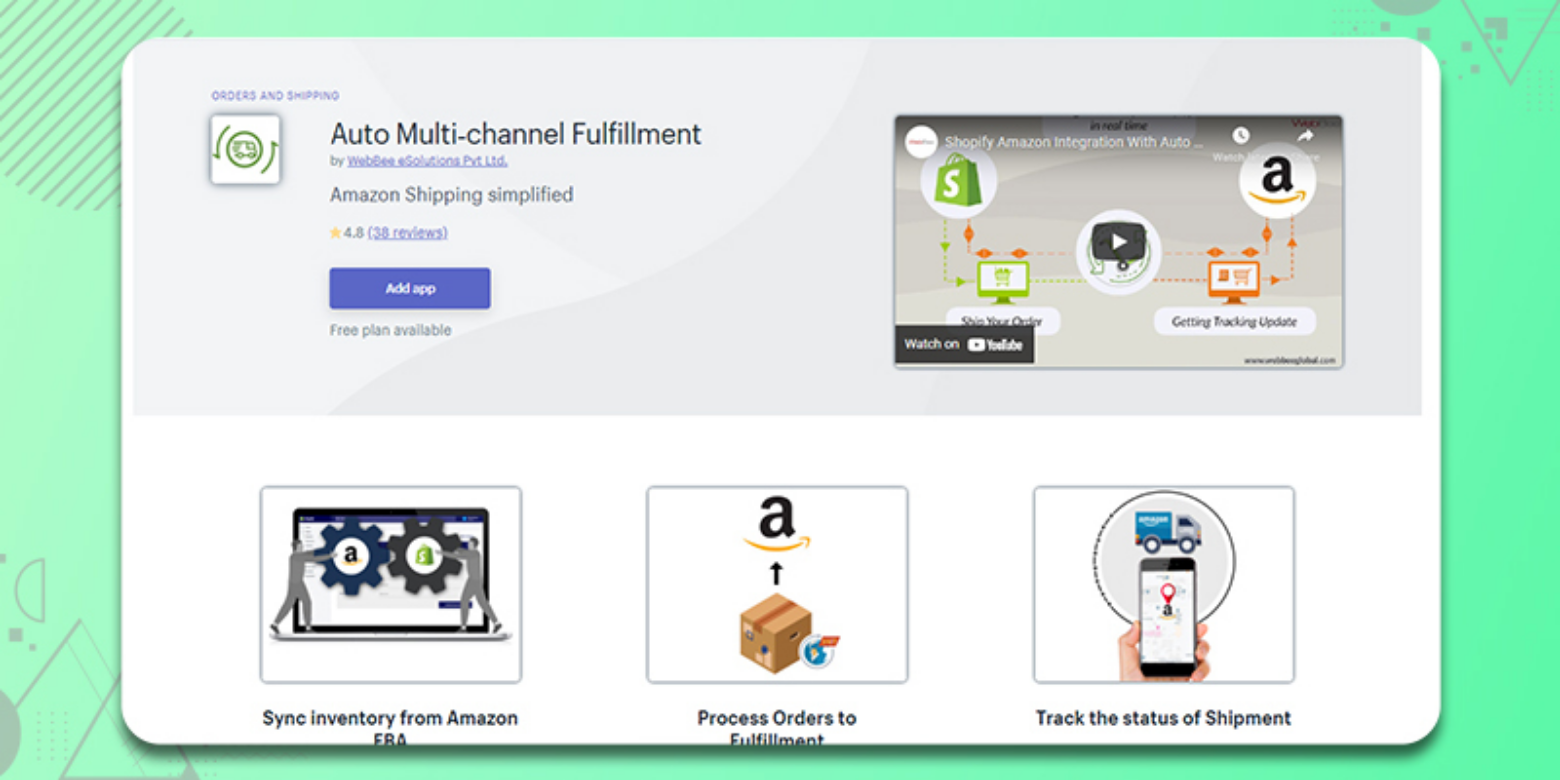 ORDERS AND SHIPPING
Auto Multi-channel Fulfillment
by WebBee eSolutions Pvt Ltd.
Amazon Shipping simplified
4.8 (38 reviews)
Add app
Free plan available
in real time
Shopify Amazon Integration With Auto ...
Watch
Ship Your Order
Getting Tracking Update
Watch on YouTube
www.webbeeglobal.com
amazon
Sync inventory from Amazon
FBA
Process Orders to
Fulfillment
Track the status of Shipment